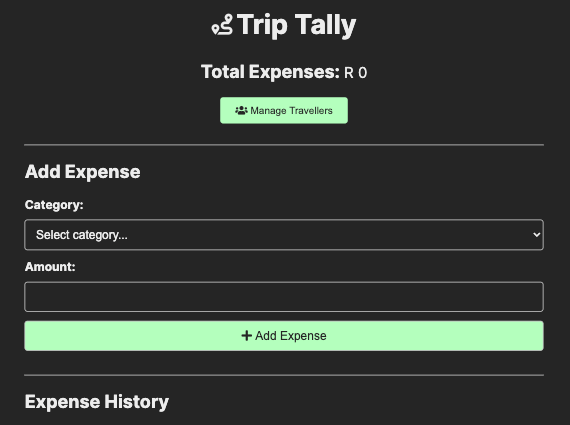 Trip Tally
Total Expenses: R 0
Manage Travellers
Add Expense
Category:
Select category...
Amount:
Add Expense
Expense History